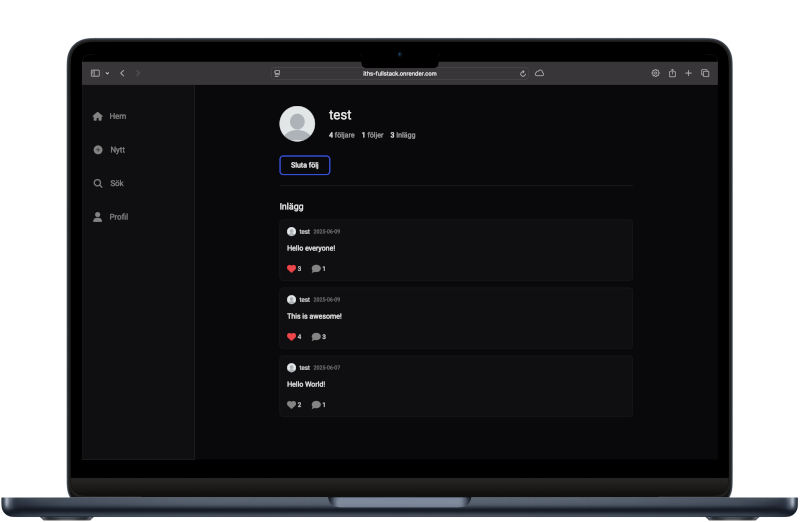 iths-fullstack.onrender.com
Hem
Nytt
Sök
Profil
test
4 följare 1 följer 3 Inlägg
Sluta följ
Inlägg
test 2025-06-09
Hello everyone!
3 1
test 2025-06-09
This is awesome!
4 3
test 2025-06-07
Hello World!
2 1